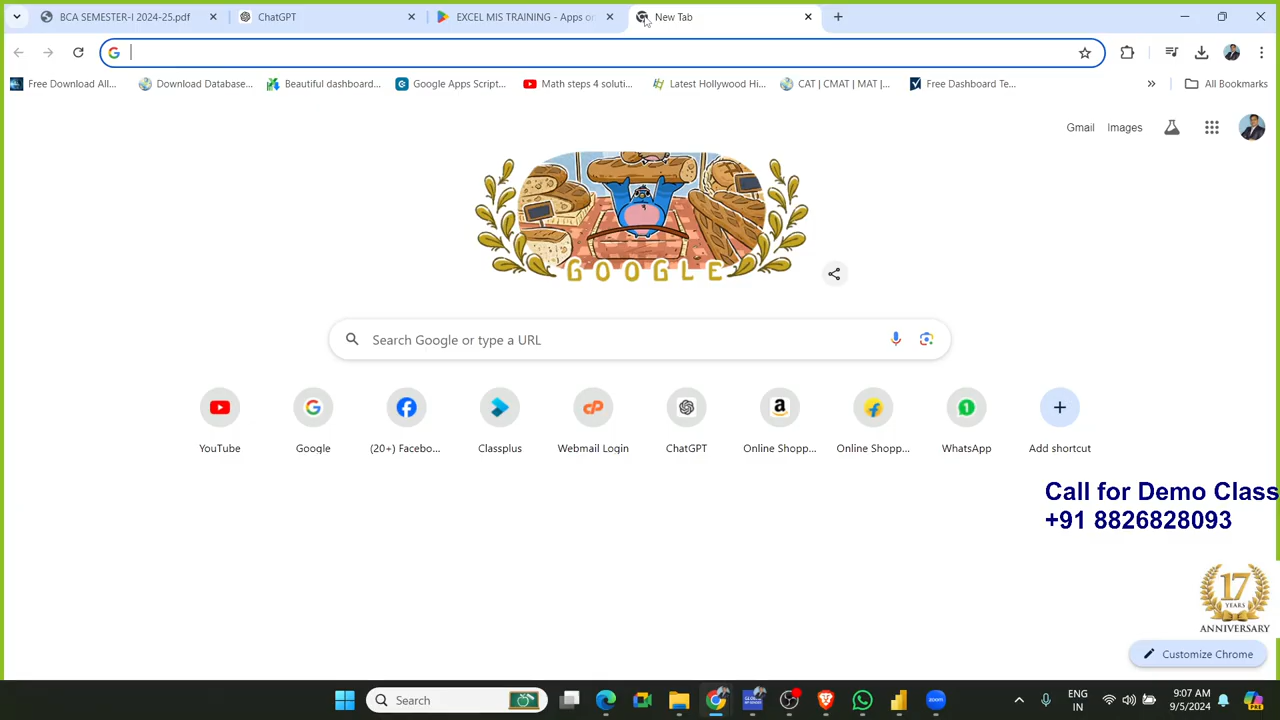 BCA SEMESTER-I 2024-25.pdf
ChatGPT
EXCEL MIS TRAINING - Apps on
New Tab
Free Download All...
Download Database...
Beautiful dashboard...
Google Apps Script...
Math steps 4 soluti...
Latest Hollywood Hi...
CAT | CMAT | MAT |...
Free Dashboard Te...
All Bookmarks
Gmail
Images
GOOGLE
Search Google or type a URL
YouTube
Google
(20+) Facebo...
Classplus
Webmail Login
ChatGPT
Online Shopp...
Online Shopp...
WhatsApp
Add shortcut
Call for Demo Class
+91 8826828093
17
YEARS
ANNIVERSARY
Customize Chrome
Search
zoom
ENG
IN
9:07 AM
9/5/2024